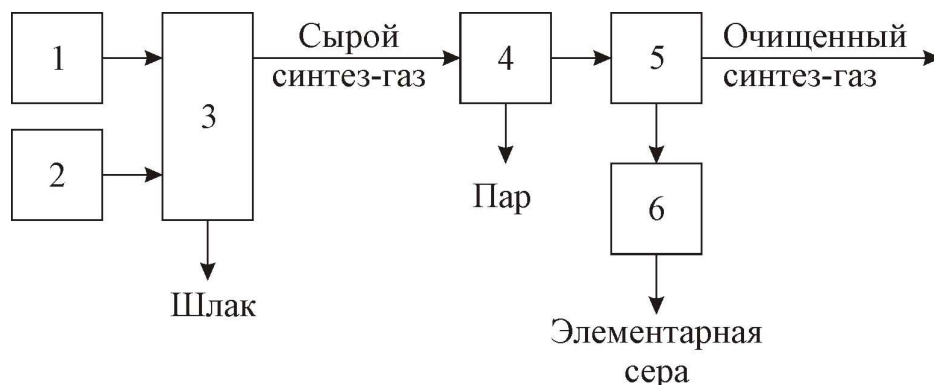 1
2
3
Сырой
синтез-газ
4
5
Очищенный
синтез-газ
Пар
6
Шлак
Элементарная
сера